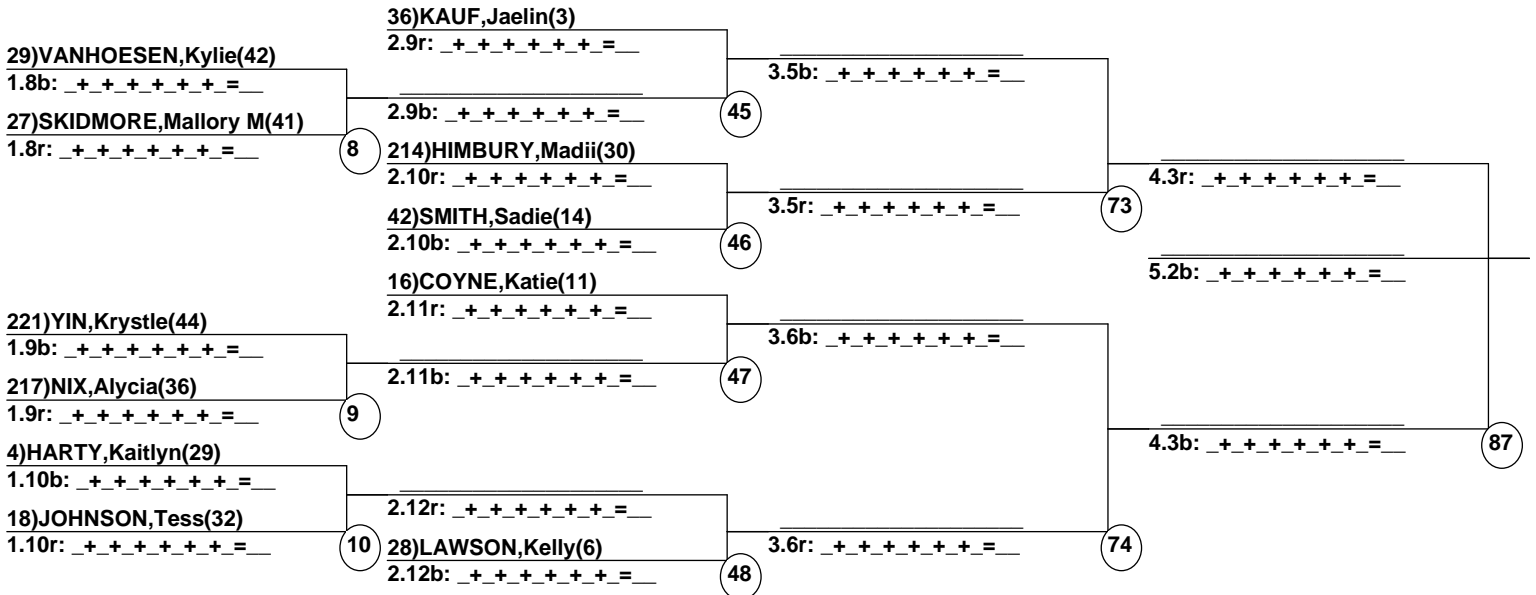 36)KAUF,Jaelin(3)
2.9r: _+_+_+_+_+_=__
29)VANHOESEN,Kylie(42)
1.8b: _+_+_+_+_+_=__
2.9b: _+_+_+_+_+_=__
27)SKIDMORE,Mallory M(41)
1.8r: _+_+_+_+_+_=__
8
45
214)HIMBURY,Madii(30)
2.10r: _+_+_+_+_+_=__
42)SMITH,Sadie(14)
2.10b: _+_+_+_+_+_=__
46
3.5b: _+_+_+_+_+_=__
3.5r: _+_+_+_+_+_=__
73
16)COYNE,Katie(11)
2.11r: _+_+_+_+_+_=__
221)YIN,Krystle(44)
1.9b: _+_+_+_+_+_=__
2.11b: _+_+_+_+_+_=__
217)NIX,Alycia(36)
1.9r: _+_+_+_+_+_=__
9
47
4)HARTY,Kaitlyn(29)
1.10b: _+_+_+_+_+_=__
2.12r: _+_+_+_+_+_=__
18)JOHNSON,Tess(32)
1.10r: _+_+_+_+_+_=__
10
28)LAWSON,Kelly(6)
2.12b: _+_+_+_+_+_=__
48
3.6b: _+_+_+_+_+_=__
3.6r: _+_+_+_+_+_=__
74
4.3r: _+_+_+_+_+_=__
5.2b: _+_+_+_+_+_=__
4.3b: _+_+_+_+_+_=__
87